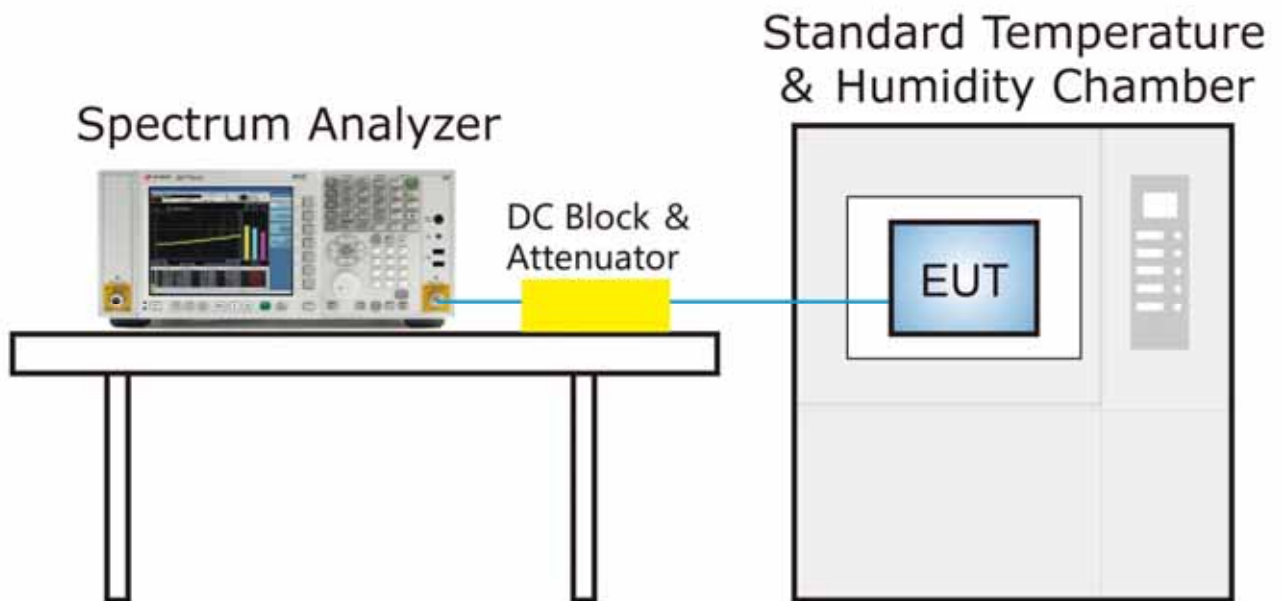 Standard Temperature
& Humidity Chamber
Spectrum Analyzer
DC Block &
Attenuator
EUT